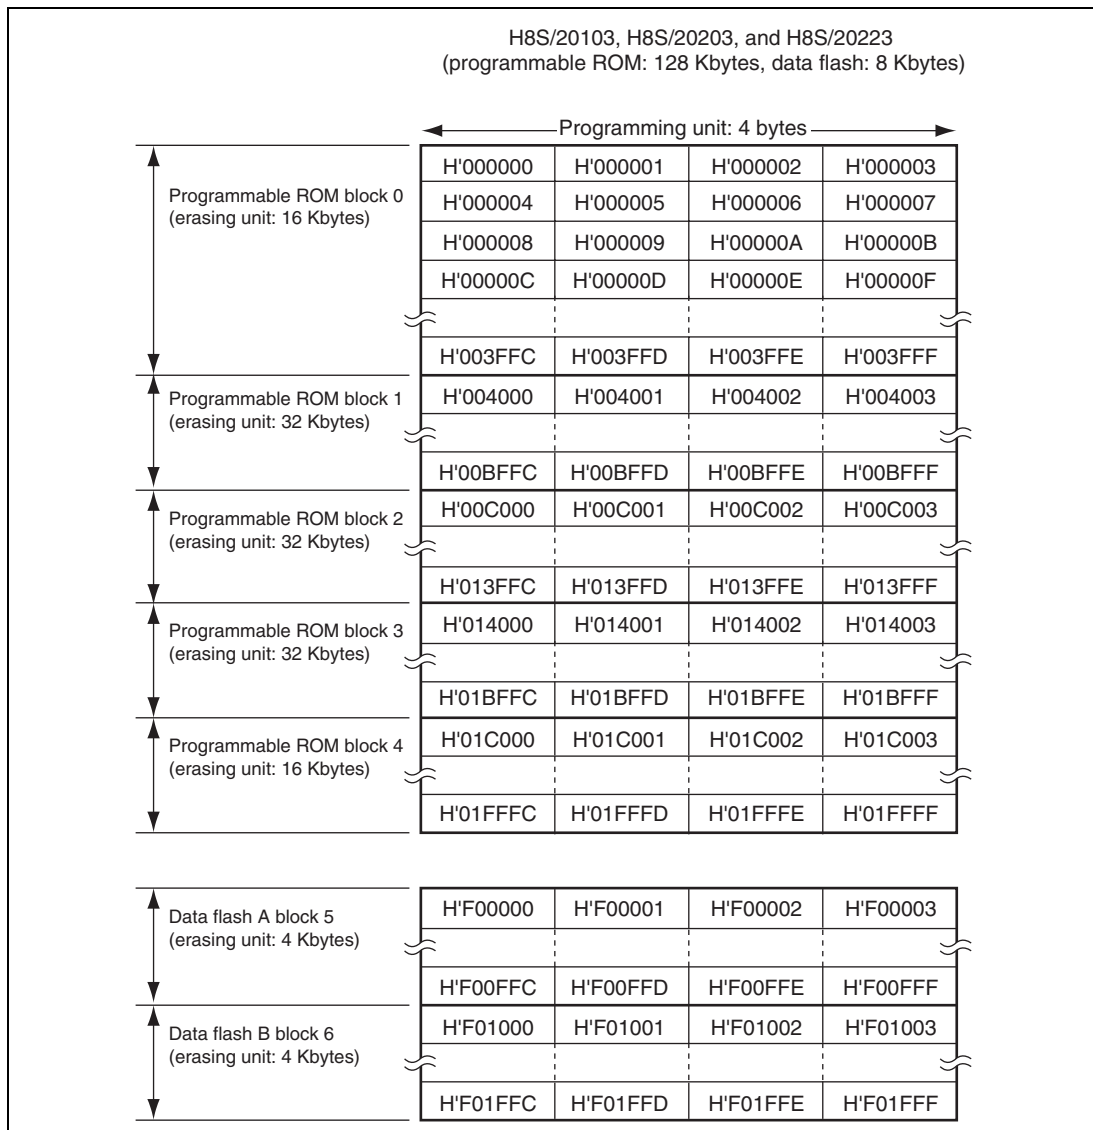 H8S/20103, H8S/20203, and H8S/20223
(programmable ROM: 128 Kbytes, data flash: 8 Kbytes)
Programming unit: 4 bytes
Programmable ROM block 0
(erasing unit: 16 Kbytes)
H'000000 H'000001 H'000002 H'000003
H'000004 H'000005 H'000006 H'000007
H'000008 H'000009 H'00000A H'00000B
H'00000C H'00000D H'00000E H'00000F
H'003FFC H'003FFD H'003FFE H'003FFF
Programmable ROM block 1
(erasing unit: 32 Kbytes)
H'004000 H'004001 H'004002 H'004003
H'00BFFC H'00BFFD H'00BFFE H'00BFFF
Programmable ROM block 2
(erasing unit: 32 Kbytes)
H'00C000 H'00C001 H'00C002 H'00C003
H'013FFC H'013FFD H'013FFE H'013FFF
Programmable ROM block 3
(erasing unit: 32 Kbytes)
H'014000 H'014001 H'014002 H'014003
H'01BFFC H'01BFFD H'01BFFE H'01BFFF
Programmable ROM block 4
(erasing unit: 16 Kbytes)
H'01C000 H'01C001 H'01C002 H'01C003
H'01FFFC H'01FFFD H'01FFFE H'01FFFF
Data flash A block 5
(erasing unit: 4 Kbytes)
H'F00000 H'F00001 H'F00002 H'F00003
H'F00FFC H'F00FFD H'F00FFE H'F00FFF
Data flash B block 6
(erasing unit: 4 Kbytes)
H'F01000 H'F01001 H'F01002 H'F01003
H'F01FFC H'F01FFD H'F01FFE H'F01FFF